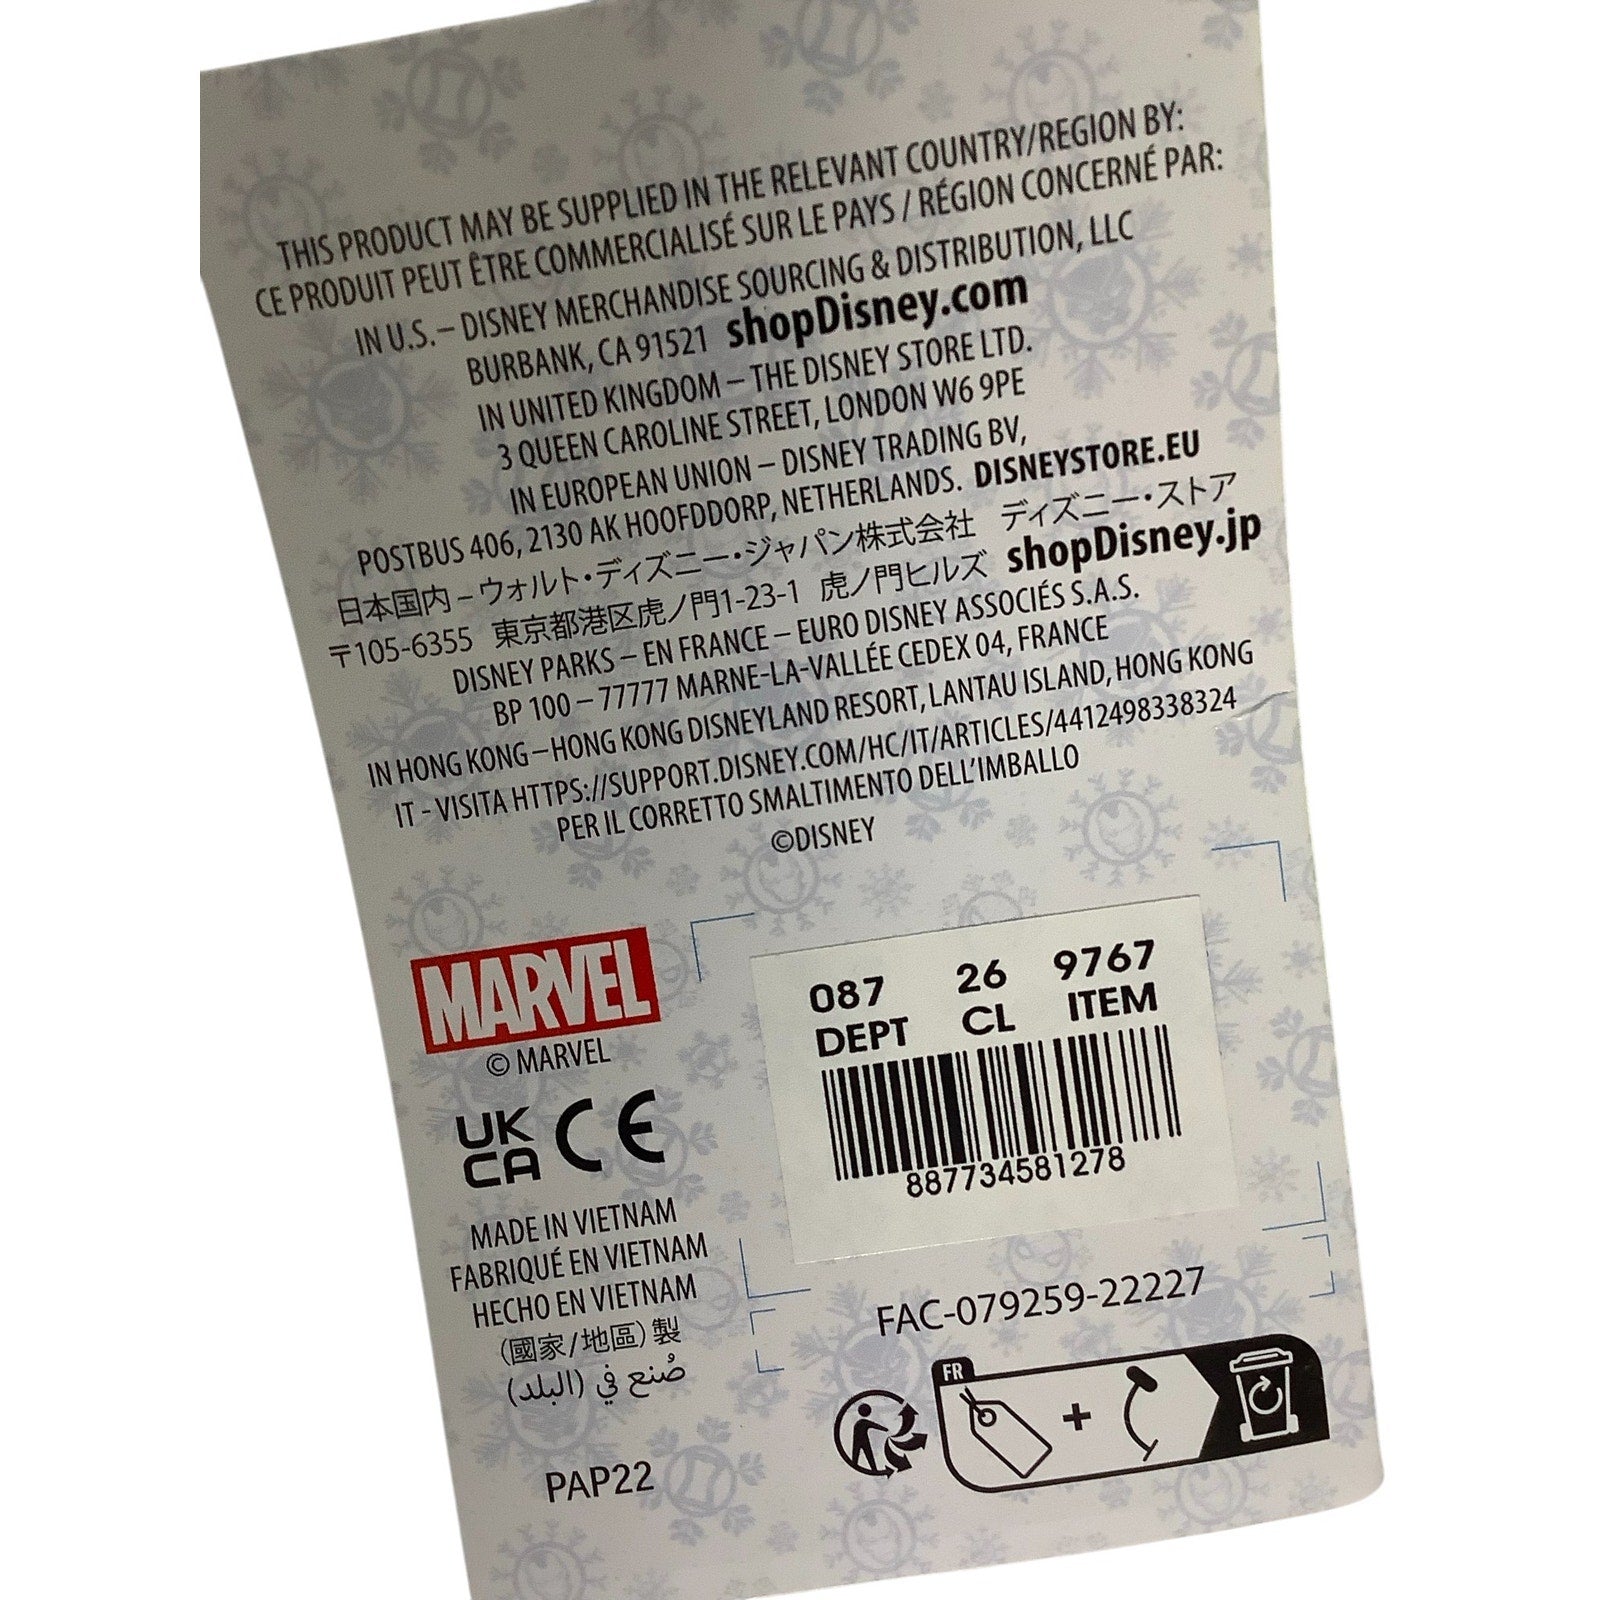 THIS PRODUCT MAY BE SUPPLIED IN THE RELEVANT COUNTRY/REGION BY:
CE PRODUIT PEUT ÊTRE COMMERCIALISÉ SUR LE PAYS / RÉGION CONCERNÉ PAR:
IN U.S. – DISNEY MERCHANDISE SOURCING & DISTRIBUTION, LLC
BURBANK, CA 91521 shopDisney.com
IN UNITED KINGDOM – THE DISNEY STORE LTD.
3 QUEEN CAROLINE STREET, LONDON W6 9PE
IN EUROPEAN UNION – DISNEY TRADING BV,
POSTBUS 406, 2130 AK HOOFDDORP, NETHERLANDS. DISNEYSTORE.EU
日本国内 – ウォルト・ディズニー・ジャパン株式会社 ディズニー・ストア
〒105-6355 東京都港区虎ノ門1-23-1 虎ノ門ヒルズ shopDisney.jp
DISNEY PARKS – EN FRANCE – EURO DISNEY ASSOCIÉS S.A.S.
BP 100 – 77777 MARNE-LA-VALLÉE CEDEX 04, FRANCE
IN HONG KONG – HONG KONG DISNEYLAND RESORT, LANTAU ISLAND, HONG KONG
IT - VISITA HTTPS://SUPPORT.DISNEY.COM/HC/IT/ARTICLES/4412498338324
PER IL CORRETTO SMALTIMENTO DELL'IMBALLO
©DISNEY
MARVEL
© MARVEL
UK
CA CE
MADE IN VIETNAM
FABRIQUÉ EN VIETNAM
HECHO EN VIETNAM
（國家/地區）製
صُنع في (البلد)
PAP22
087 26 9767
DEPT CL ITEM
887734581278
FAC-079259-22227
FR
+